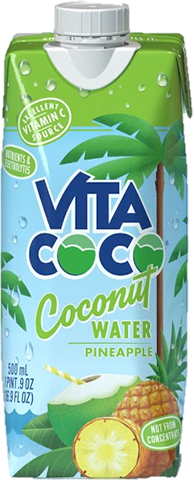 EXCELLENT
VITAMIN C
SOURCE
NUTRIENTS &
ELECTROLYTES
VITA
COCO
Coconut
WATER
PINEAPPLE
500 mL
1 PINT .9 OZ
(16.9 FL OZ)
NOT FROM
CONCENTRATE